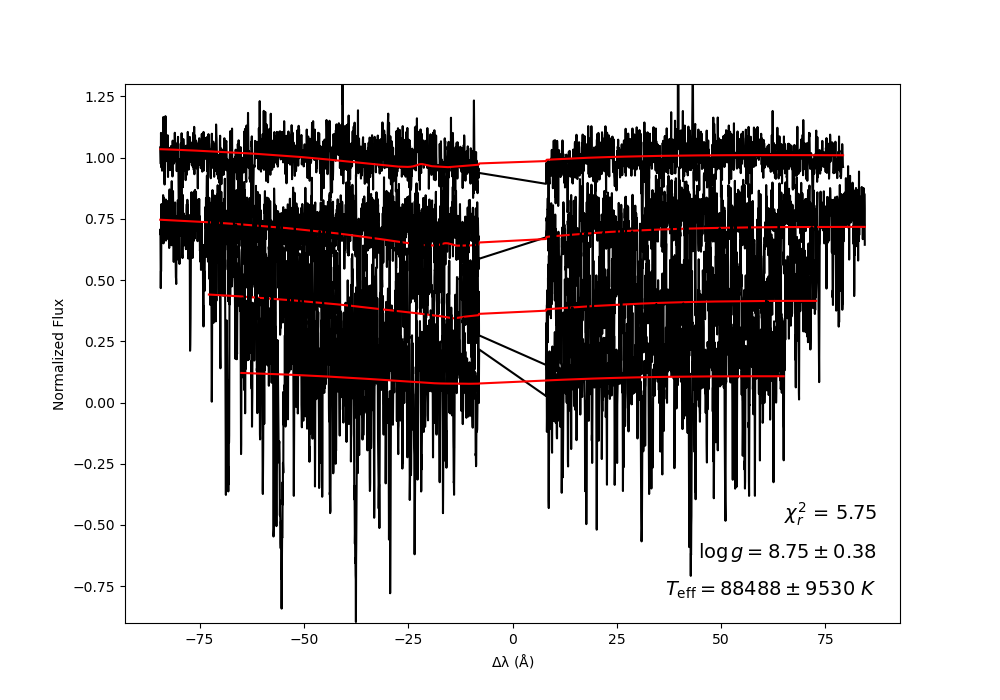 1.25
1.00
0.75
0.50
0.25
0.00
−0.25
−0.50
−0.75
Normalized Flux
χ²ᵣ = 5.75
log g = 8.75 ± 0.38
T_eff = 88488 ± 9530 K
−75 −50 −25 0 25 50 75
Δλ (Å)